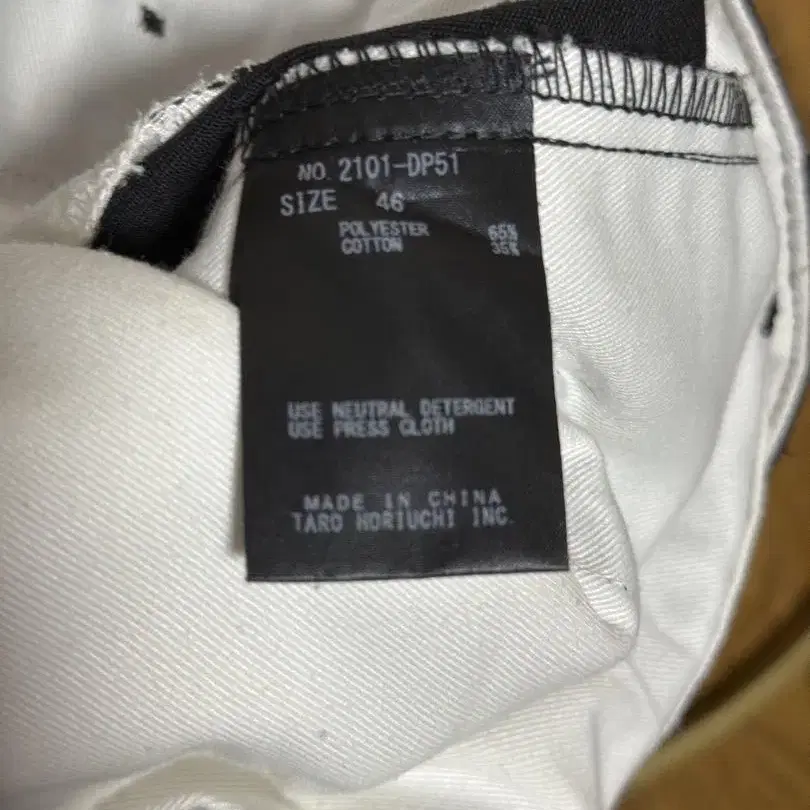 NO. 2101-DP51
SIZE 46
POLYESTER 65%
COTTON 35%
USE NEUTRAL DETERGENT
USE PRESS CLOTH
MADE IN CHINA
TARO HORIUCHI INC.